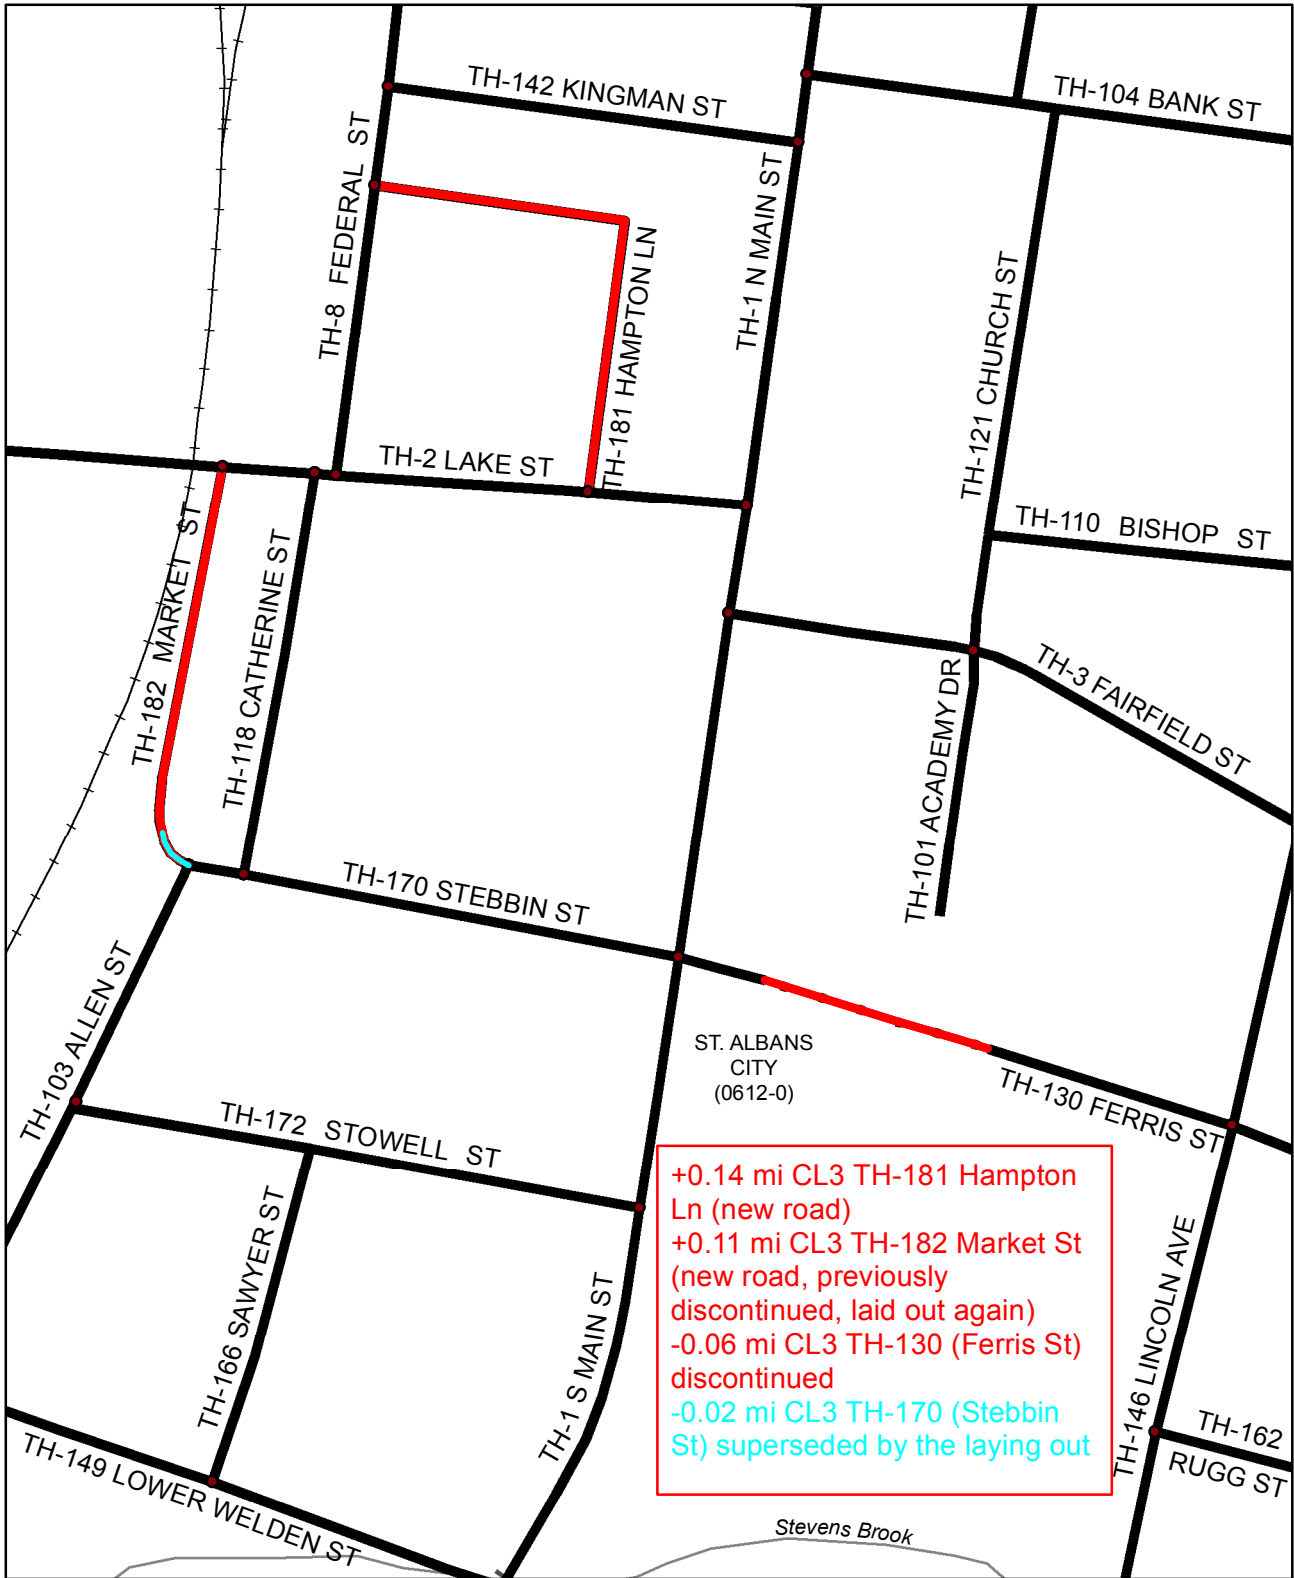 TH-142 KINGMAN ST
TH-104 BANK ST
TH-8 FEDERAL ST
TH-1 N MAIN ST
TH-181 HAMPTON LN
TH-121 CHURCH ST
TH-2 LAKE ST
TH-110 BISHOP ST
TH-182 MARKET ST
TH-118 CATHERINE ST
TH-3 FAIRFIELD ST
TH-101 ACADEMY DR
TH-170 STEBBIN ST
TH-103 ALLEN ST
ST. ALBANS
CITY
(0612-0)
TH-130 FERRIS ST
TH-172 STOWELL ST
TH-166 SAWYER ST
TH-1 S MAIN ST
+0.14 mi CL3 TH-181 Hampton
Ln (new road)
+0.11 mi CL3 TH-182 Market St
(new road, previously
discontinued, laid out again)
-0.06 mi CL3 TH-130 (Ferris St)
discontinued
-0.02 mi CL3 TH-170 (Stebbin
St) superseded by the laying out
TH-146 LINCOLN AVE
TH-162
RUGG ST
TH-149 LOWER WELDEN ST
Stevens Brook